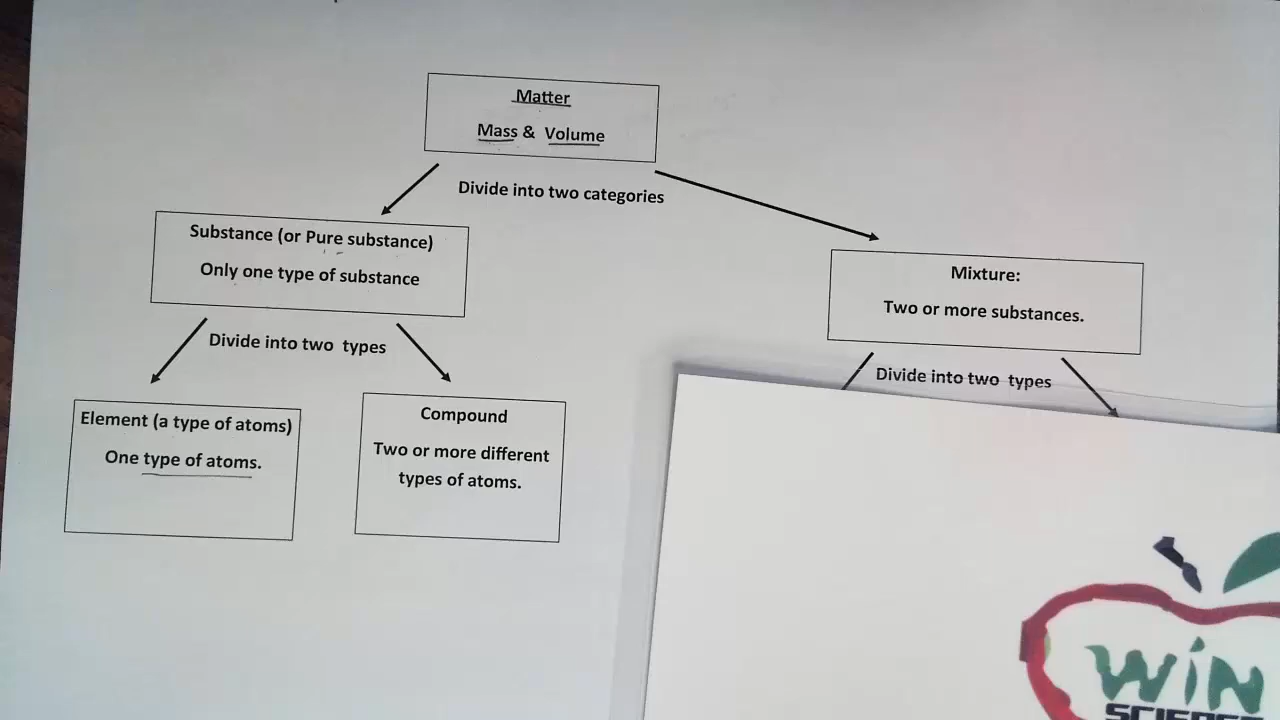 Matter
Mass & Volume
Divide into two categories
Substance (or Pure substance)
Only one type of substance
Mixture:
Two or more substances.
Divide into two types
Divide into two types
Element (a type of atoms)
One type of atoms.
Compound
Two or more different
types of atoms.
WiN
SCIENCE